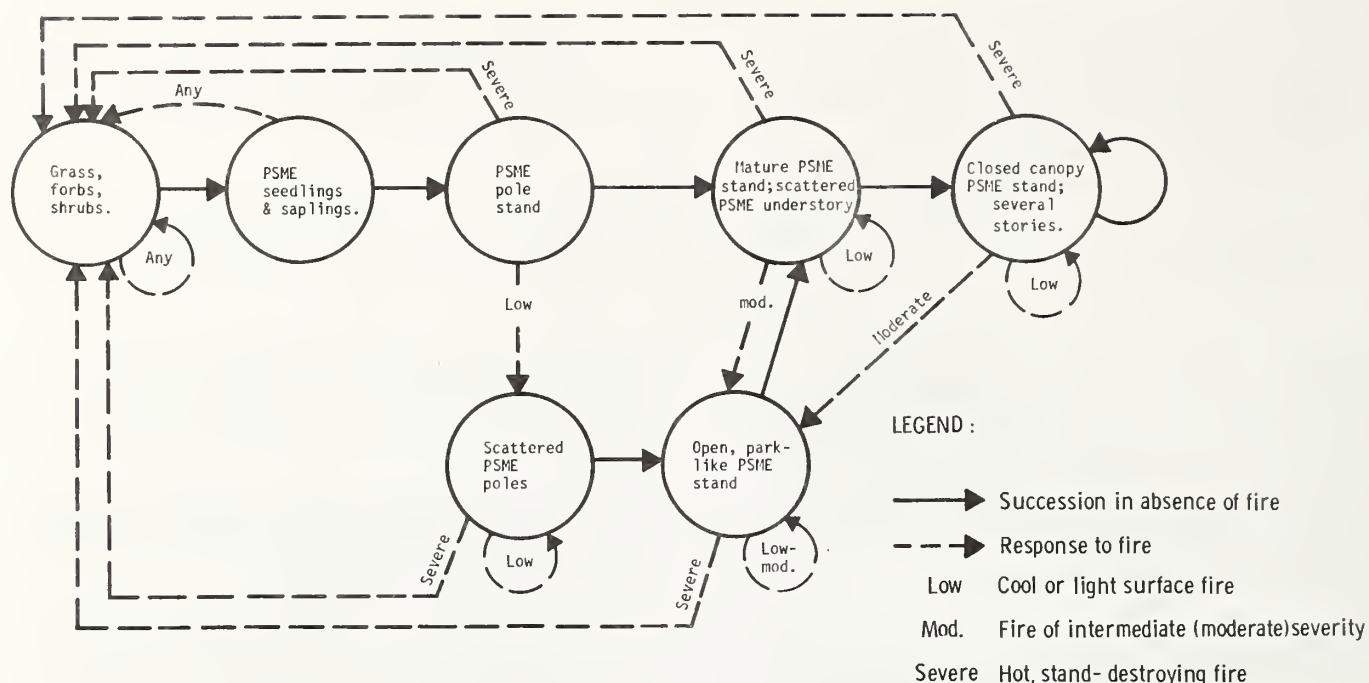 Severe
Severe
Severe
Any
Grass,
forbs,
shrubs.
PSME
seedlings
& saplings.
PSME
pole
stand
Mature PSME
stand;scattered
PSME understory
Closed canopy
PSME stand;
several
stories.
Any
Low
Low
Low
mod.
Moderate
Scattered
PSME
poles
Open, park-
like PSME
stand
Severe
Low
Severe
Low-
mod.
LEGEND :
Succession in absence of fire
Response to fire
Low Cool or light surface fire
Mod. Fire of intermediate (moderate)severity
Severe Hot, stand- destroying fire